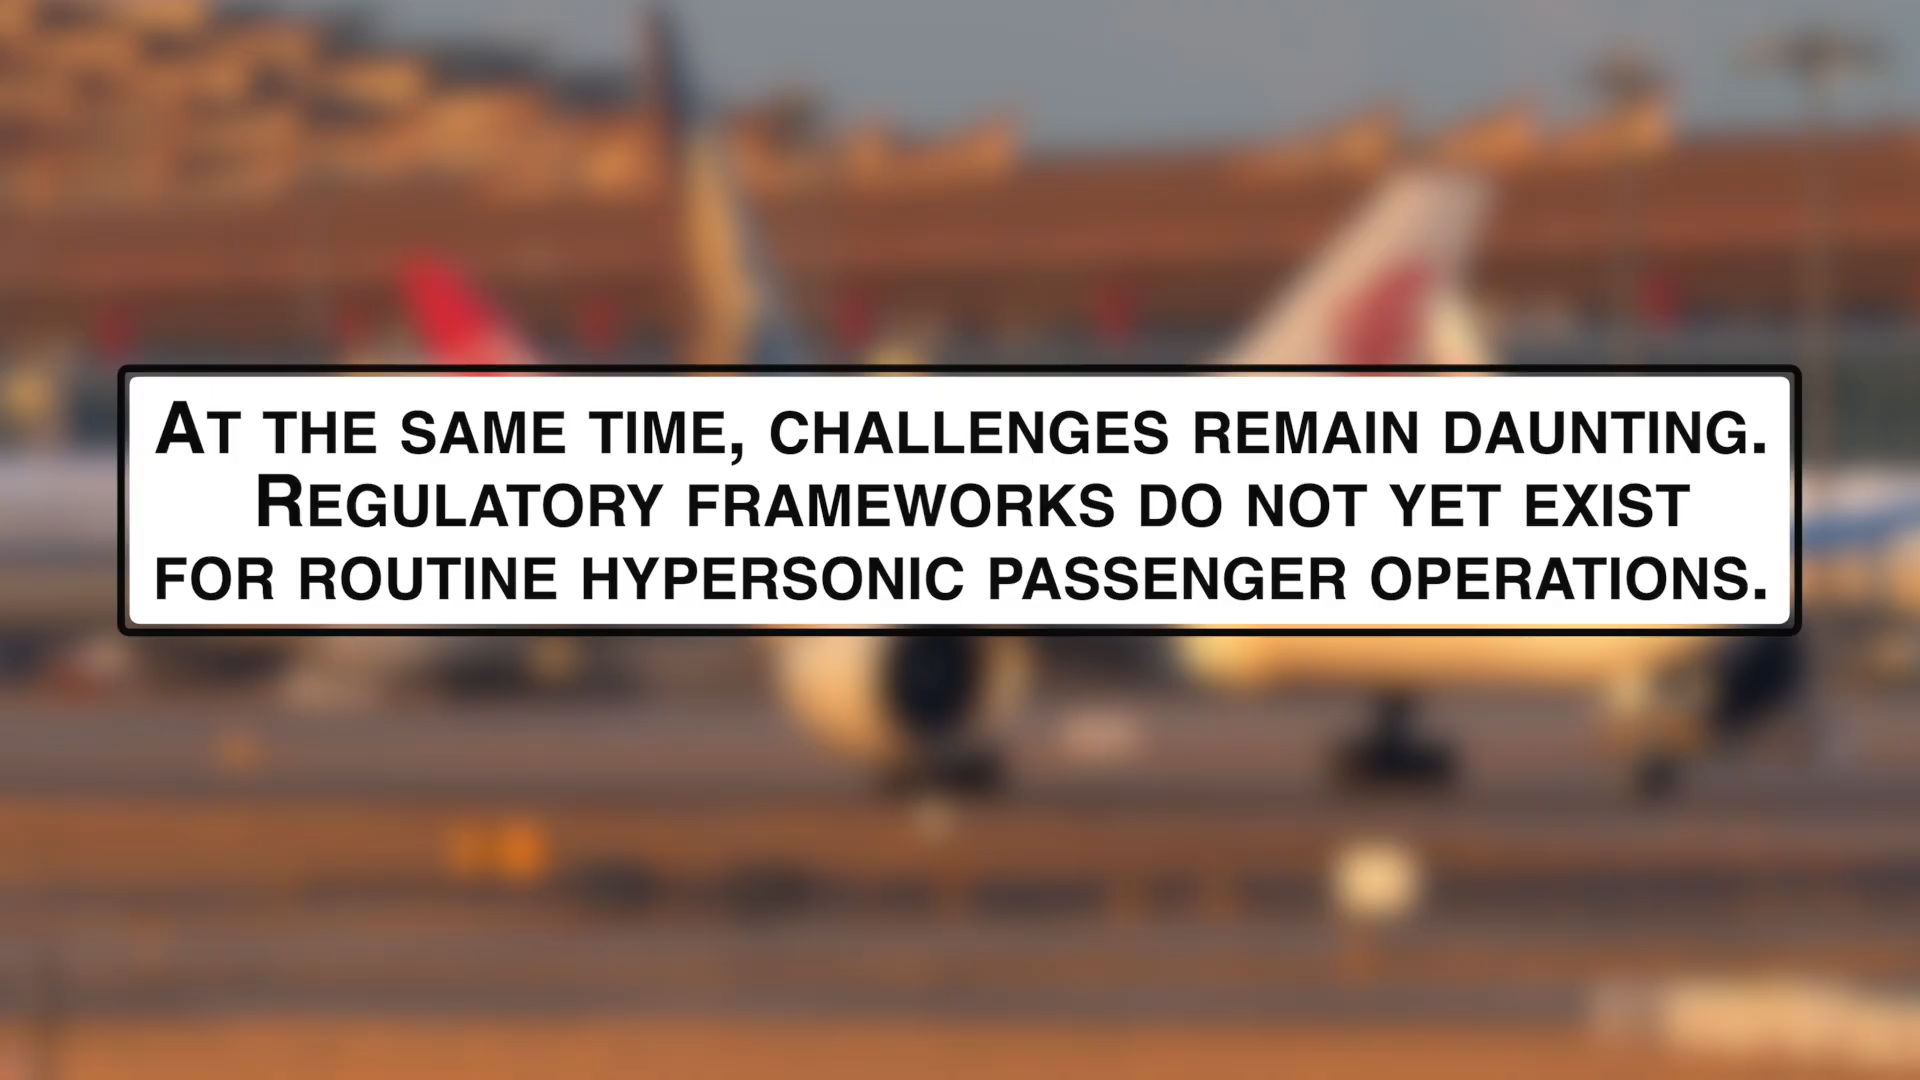 At the same time, challenges remain daunting.
Regulatory frameworks do not yet exist
for routine hypersonic passenger operations.